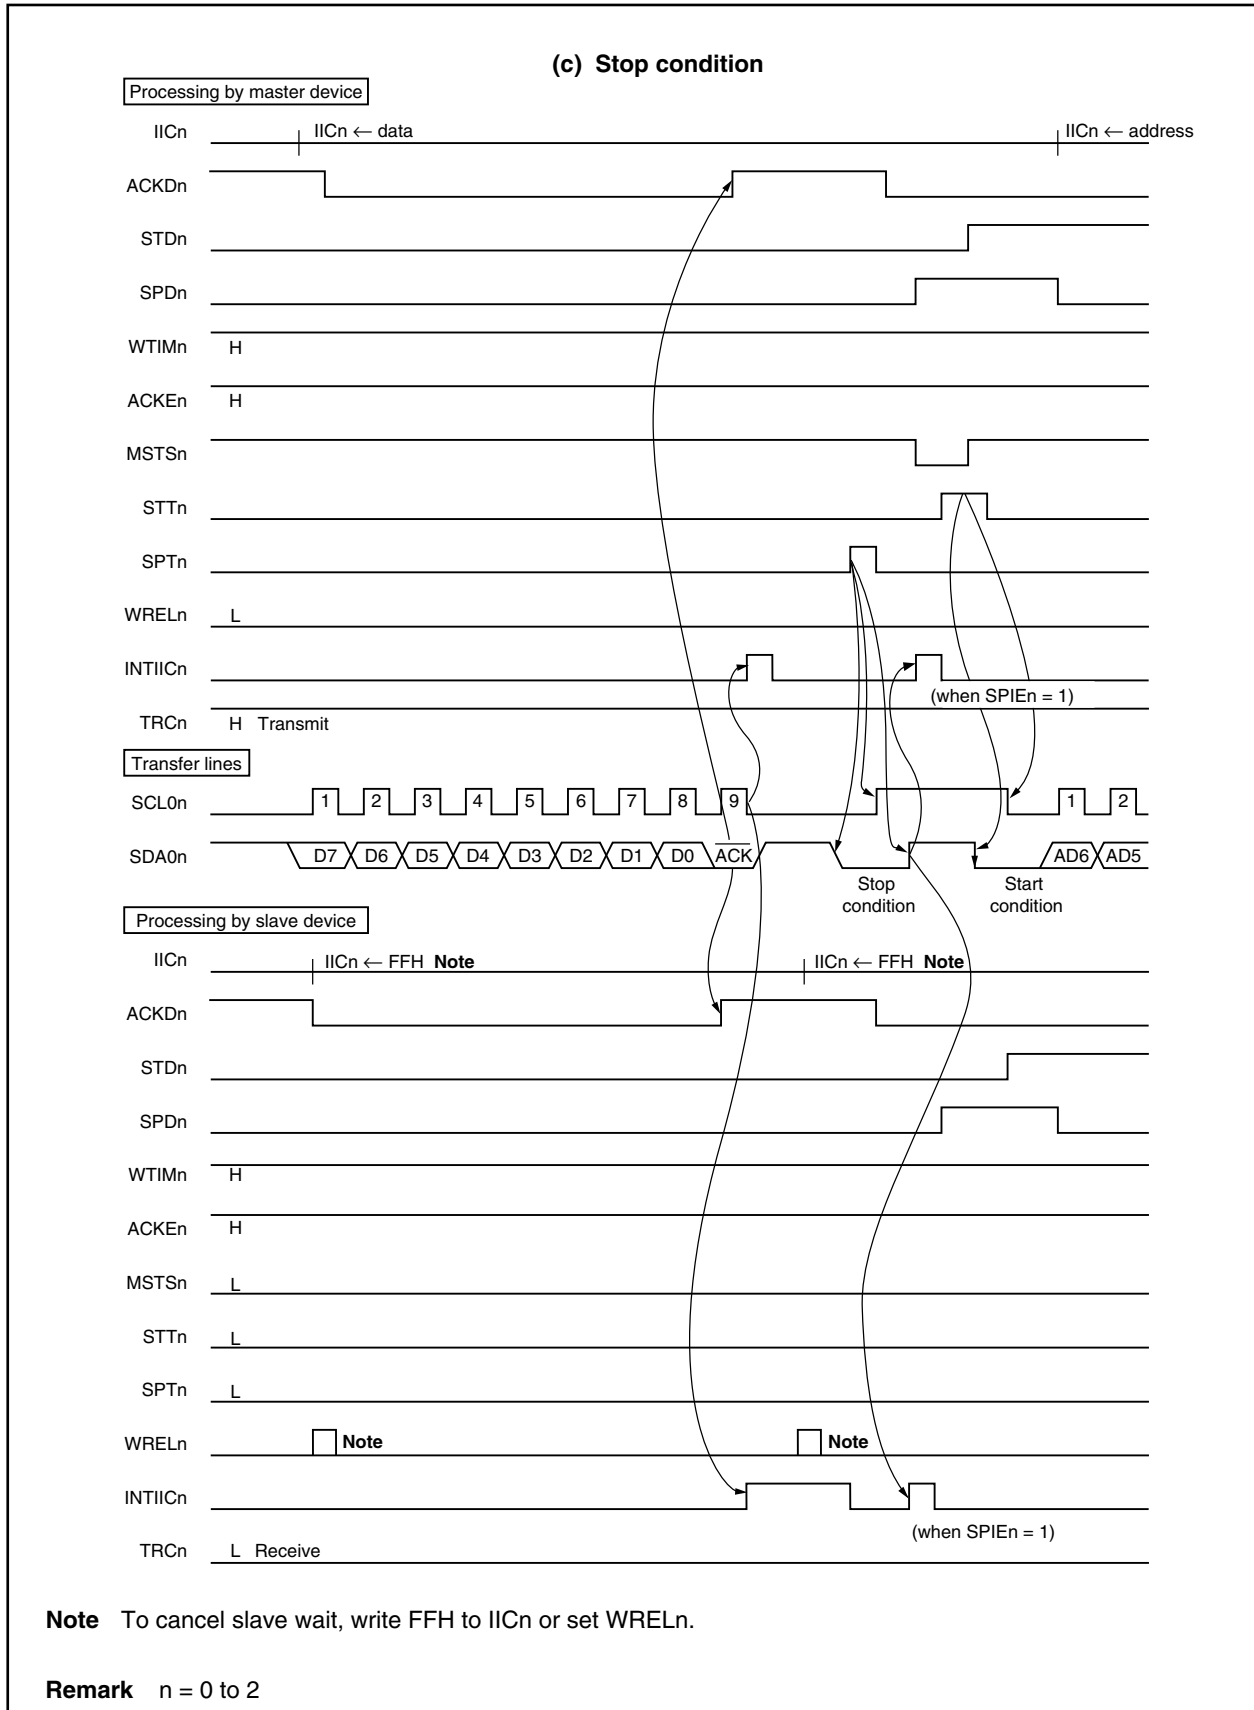 (c) Stop condition
Processing by master device
IICn IICn ← data IICn ← address
ACKDn
STDn
SPDn
WTIMn H
ACKEn H
MSTSn
STTn
SPTn
WRELn L
INTIICn
(when SPIEn = 1)
TRCn H Transmit
Transfer lines
SCL0n 1 2 3 4 5 6 7 8 9 1 2
SDA0n D7 D6 D5 D4 D3 D2 D1 D0 ACK AD6 AD5
Stop condition Start condition
Processing by slave device
IICn IICn ← FFH Note IICn ← FFH Note
ACKDn
STDn
SPDn
WTIMn H
ACKEn H
MSTSn L
STTn L
SPTn L
WRELn Note Note
INTIICn
(when SPIEn = 1)
TRCn L Receive
Note To cancel slave wait, write FFH to IICn or set WRELn.
Remark n = 0 to 2